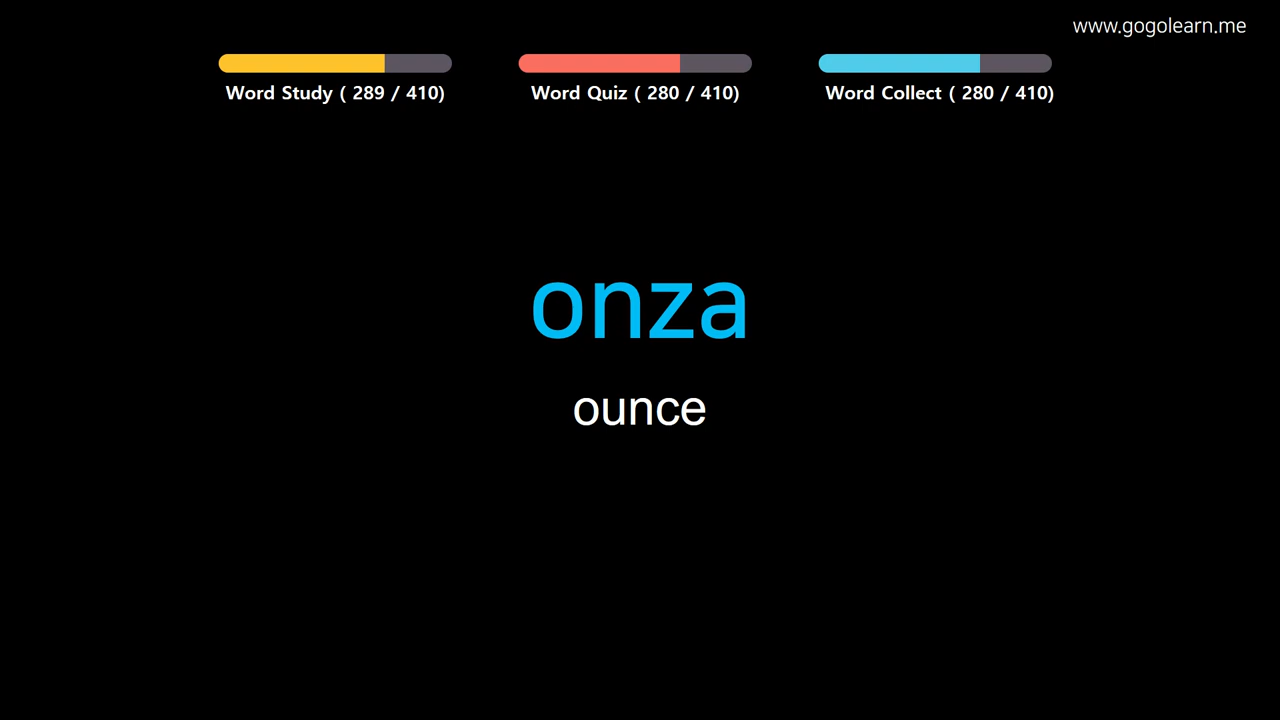 www.gogolearn.me
Word Study ( 289 / 410)
Word Quiz ( 280 / 410)
Word Collect ( 280 / 410)
onza
ounce